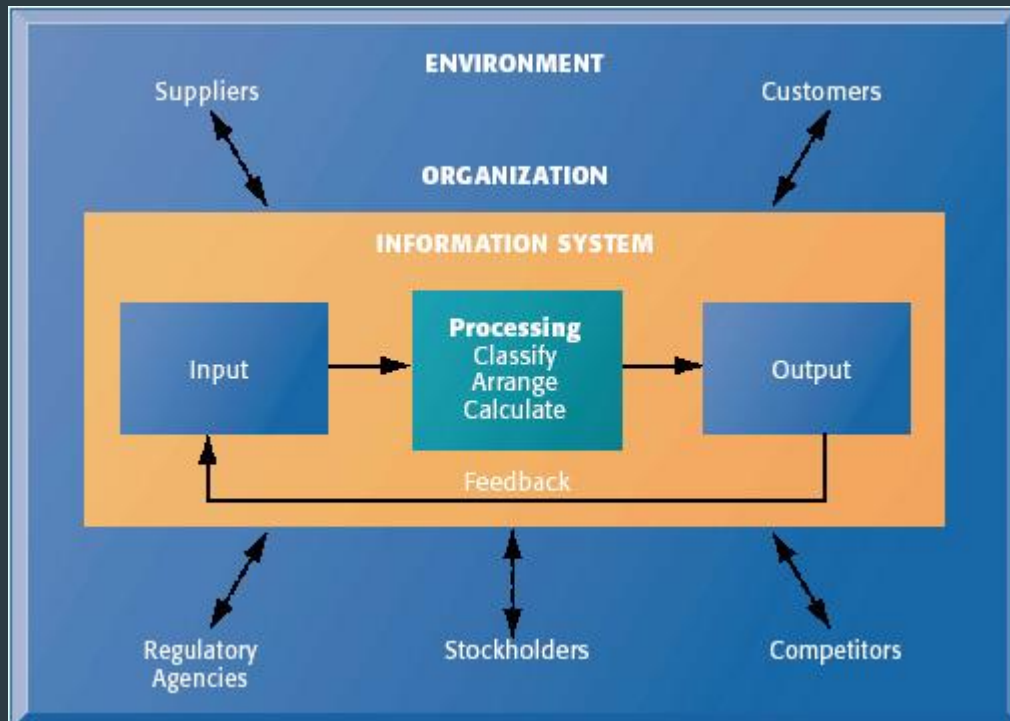 ENVIRONMENT
Suppliers
Customers
ORGANIZATION
INFORMATION SYSTEM
Input
Processing
Classify
Arrange
Calculate
Output
Feedback
Regulatory
Agencies
Stockholders
Competitors